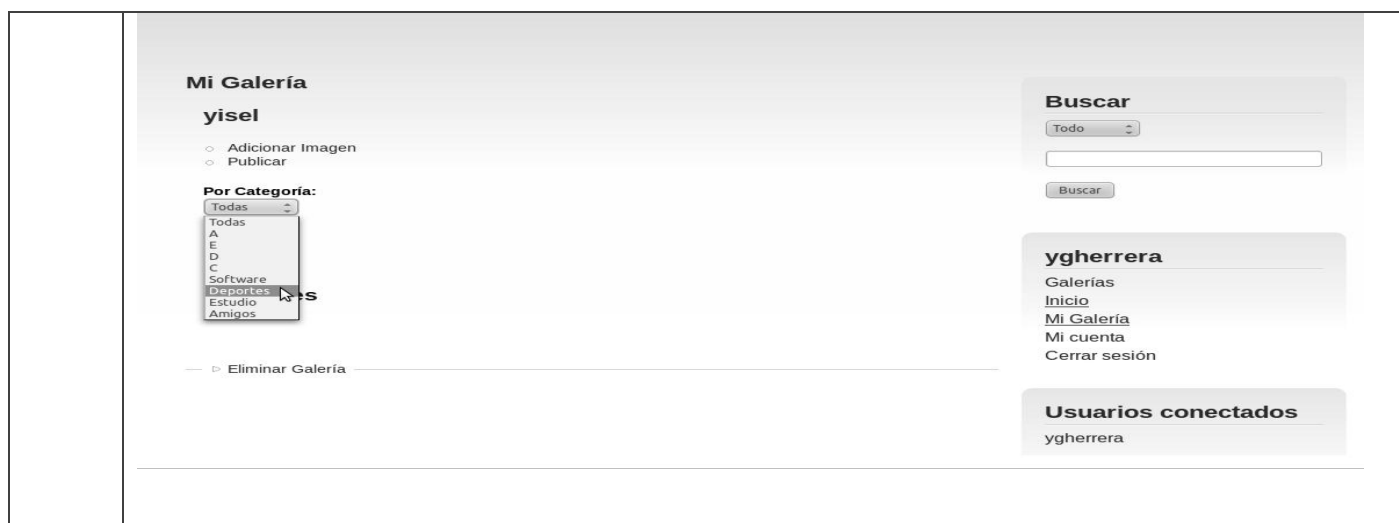 Mi Galería
yisel
Adicionar Imagen
Publicar
Por Categoría:
Todas
Todas
A
E
D
C
Software
Deportes
Estudio
Amigos
Eliminar Galería
Buscar
Todo
Buscar
ygherrera
Galerías
Inicio
Mi Galería
Mi cuenta
Cerrar sesión
Usuarios conectados
ygherrera